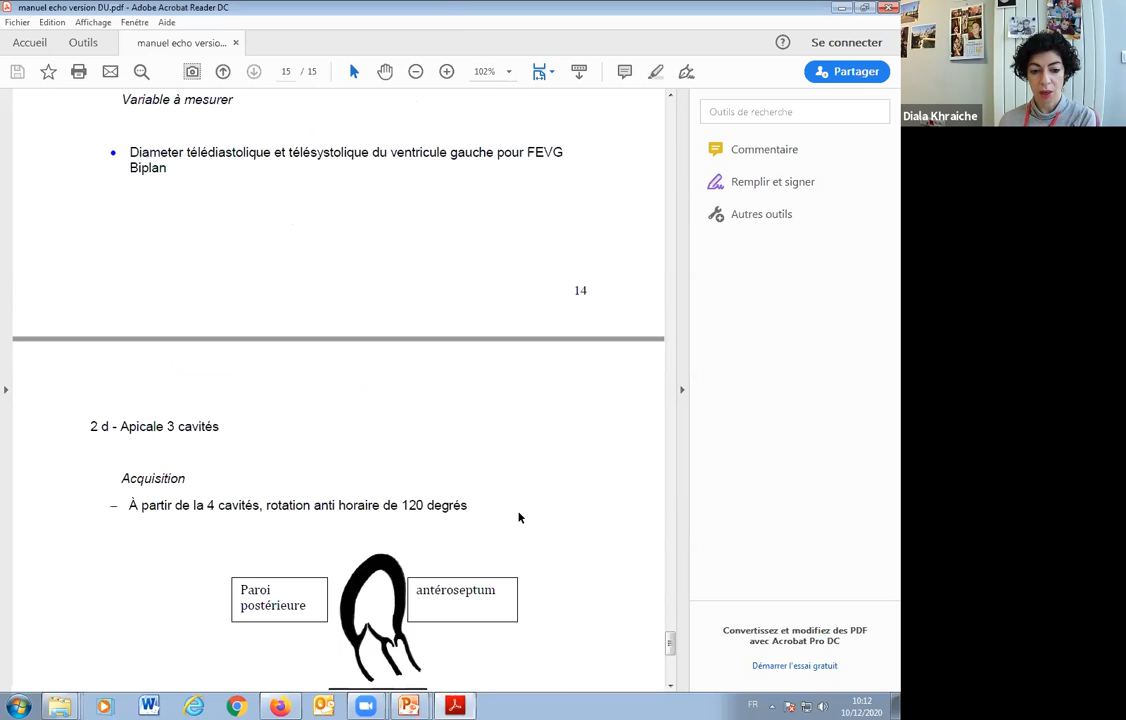 manuel echo version DU.pdf - Adobe Acrobat Reader DC
Fichier Edition Affichage Fenêtre Aide
Accueil Outils manuel echo versio... × Se connecter
15 / 15 102% Partager
Variable à mesurer
• Diameter télédiastolique et télésystolique du ventricule gauche pour FEVG
Biplan
14
2 d - Apicale 3 cavités
Acquisition
– À partir de la 4 cavités, rotation anti horaire de 120 degrés
Paroi
postérieure
antéroseptum
Outils de recherche
Commentaire
Remplir et signer
Autres outils
Convertissez et modifiez des PDF
avec Acrobat Pro DC
Démarrer l'essai gratuit
Diala Khraiche
FR
10:12
10/12/2020